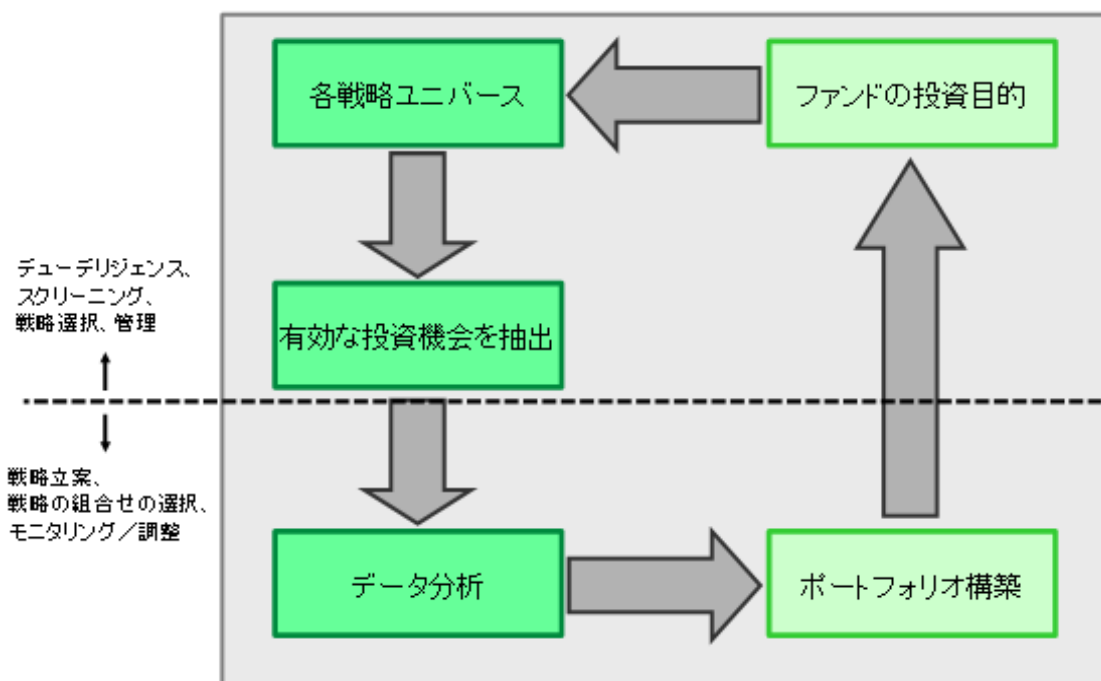 各戦略ユニバース
ファンドの投資目的
デューデリジェンス、
スクリーニング、
戦略選択、管理
有効な投資機会を抽出
戦略立案、
戦略の組合せの選択、
モニタリング／調整
データ分析
ポートフォリオ構築